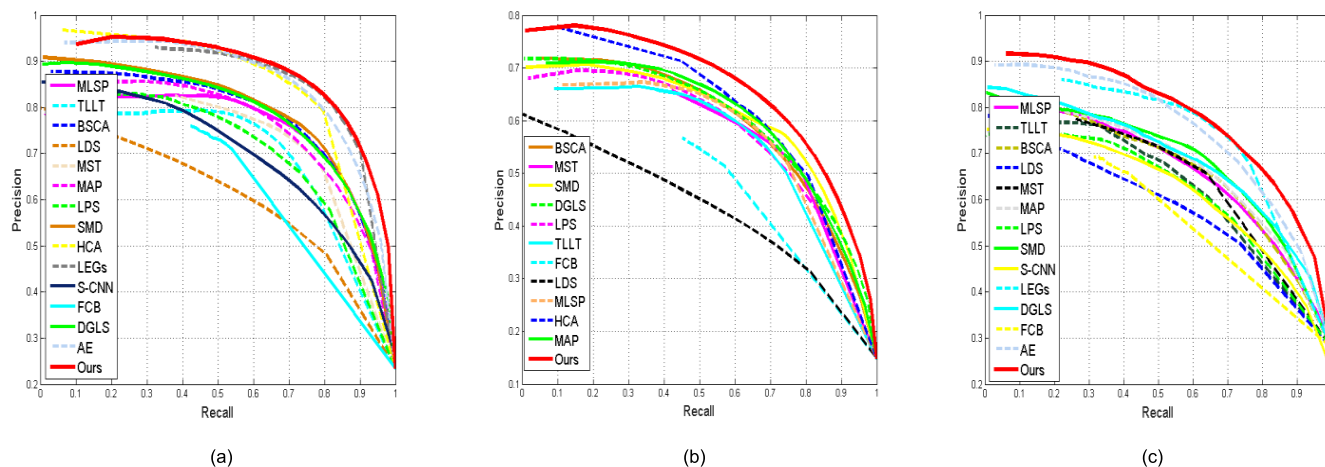 1
0.9
0.8
0.7
0.6
0.5
0.4
0.3
0.2
Precision
MLSP
TLLT
BSCA
LDS
MST
MAP
LPS
SMD
HCA
LEGs
S-CNN
FCB
DGLS
AE
Ours
0 0.1 0.2 0.3 0.4 0.5 0.6 0.7 0.8 0.9 1
Recall
(a)
0.8
0.7
0.6
0.5
0.4
0.3
0.2
0.1
Precision
BSCA
MST
SMD
DGLS
LPS
TLLT
FCB
LDS
MLSP
HCA
MAP
Ours
0 0.1 0.2 0.3 0.4 0.5 0.6 0.7 0.8 0.9 1
Recall
(b)
1
0.9
0.8
0.7
0.6
0.5
0.4
0.3
0.2
Precision
MLSP
TLLT
BSCA
LDS
MST
MAP
LPS
SMD
S-CNN
LEGs
DGLS
FCB
AE
Ours
0 0.1 0.2 0.3 0.4 0.5 0.6 0.7 0.8 0.9
Recall
(c)